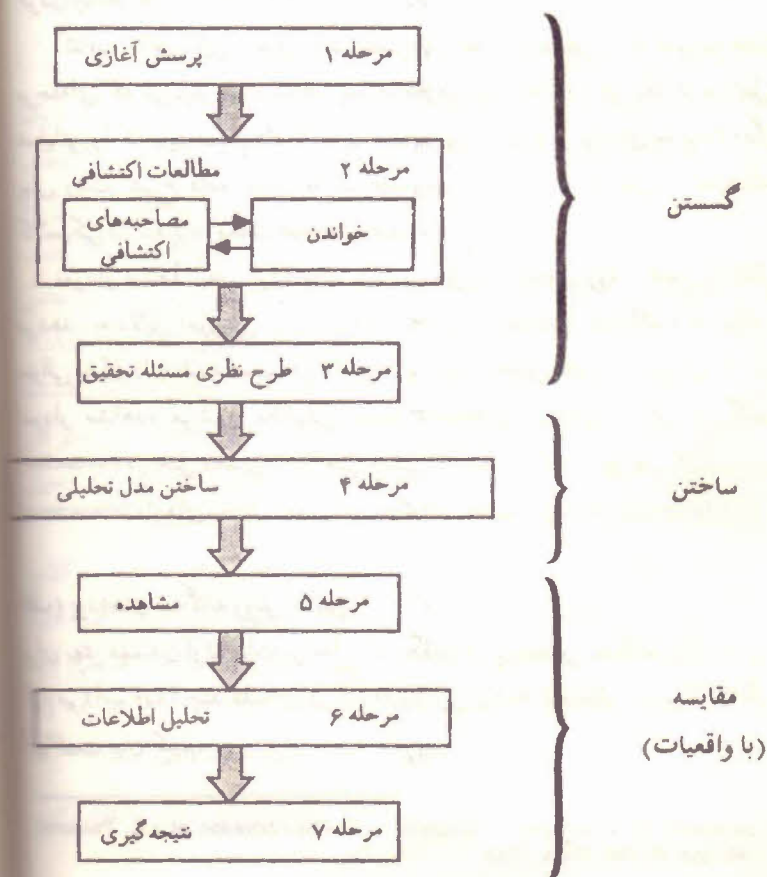 مرحله ۱ پرسش آغازی
مرحله ۲ مطالعات اکتشافی
خواندن
مصاحبه‌های
اکتشافی
مرحله ۳ طرح نظری مسئله تحقیق
گسستن
مرحله ۴ ساختن مدل تحلیلی
ساختن
مرحله ۵ مشاهده
مرحله ۶ تحلیل اطلاعات
مرحله ۷ نتیجه‌گیری
مقایسه
(با واقعیات)